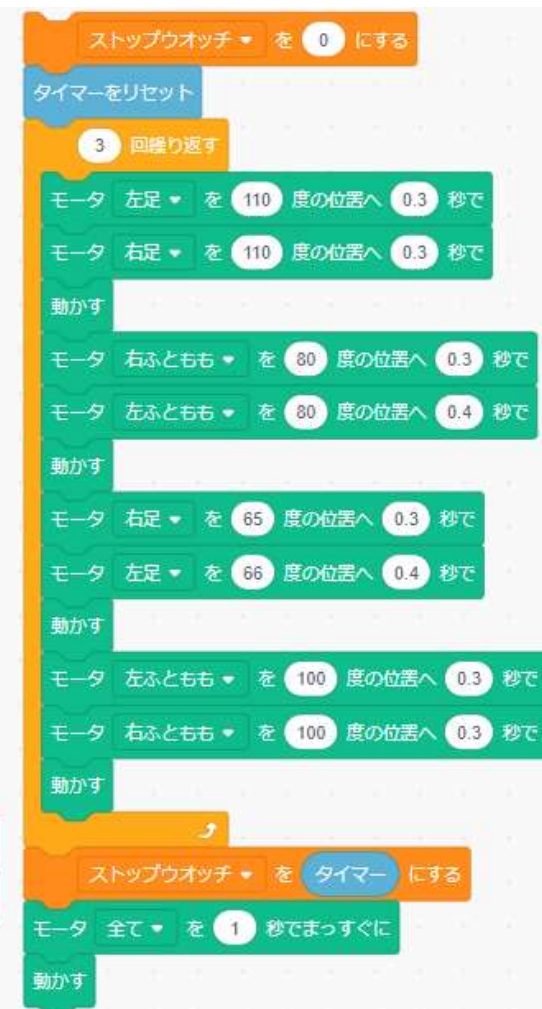 ストップウオッチ を 0 にする
タイマーをリセット
3 回繰り返す
モータ 左足 を 110 度の位置へ 0.3 秒で
モータ 右足 を 110 度の位置へ 0.3 秒で
動かす
モータ 右ふともも を 80 度の位置へ 0.3 秒で
モータ 左ふともも を 80 度の位置へ 0.4 秒で
動かす
モータ 右足 を 65 度の位置へ 0.3 秒で
モータ 左足 を 66 度の位置へ 0.4 秒で
動かす
モータ 左ふともも を 100 度の位置へ 0.3 秒で
モータ 右ふともも を 100 度の位置へ 0.3 秒で
動かす
ストップウオッチ を タイマー にする
モータ 全て を 1 秒でまっすぐに
動かす